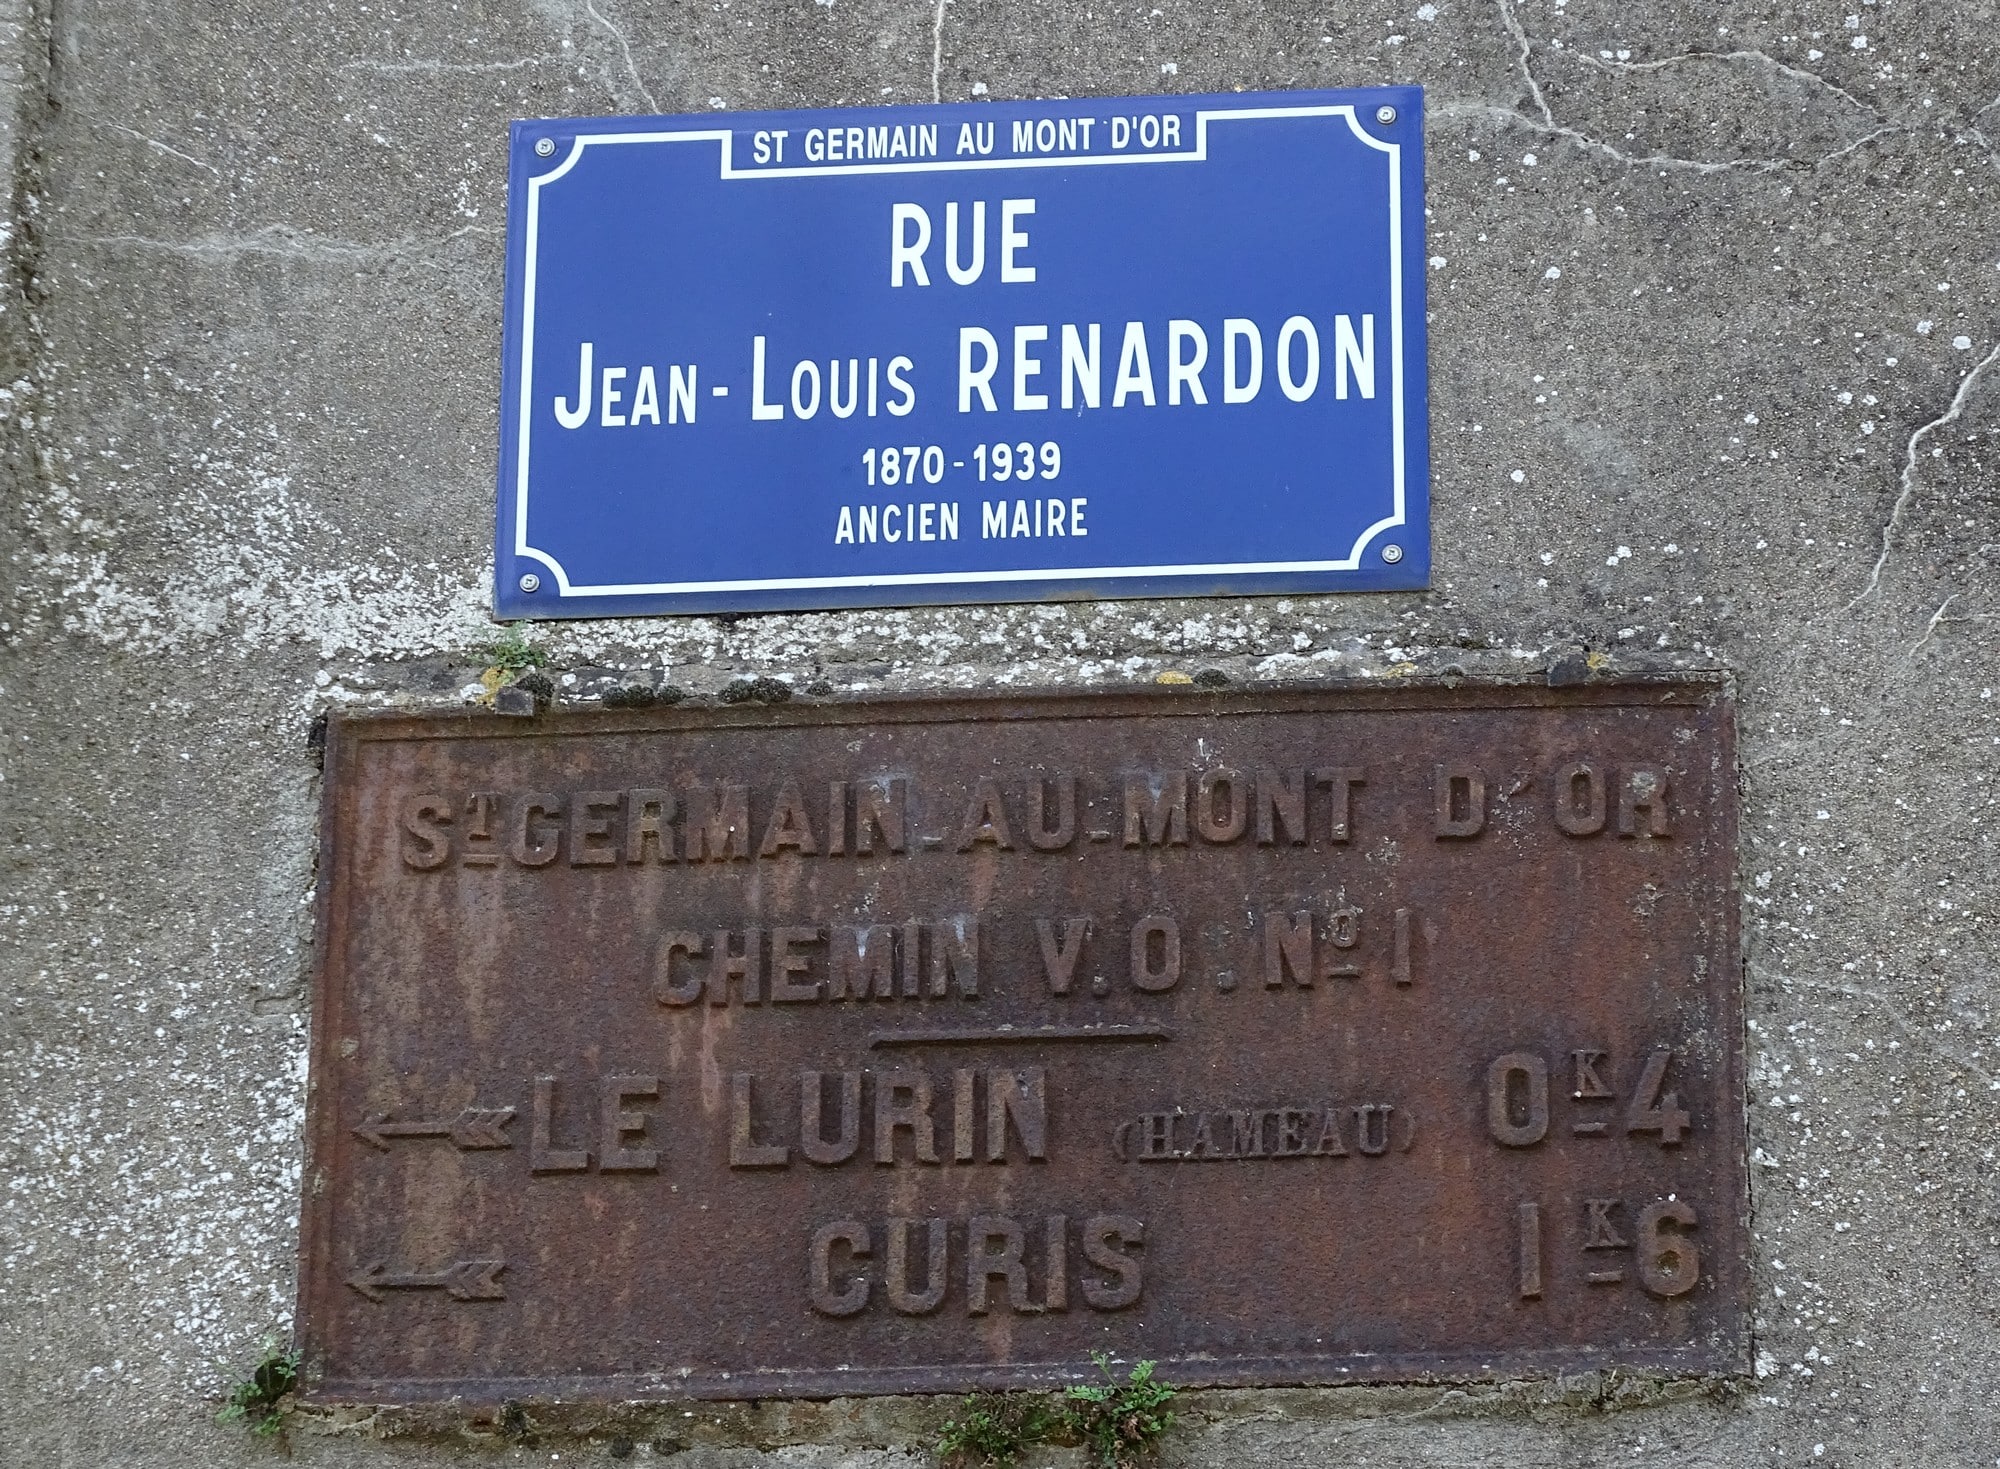 ST GERMAIN AU MONT D'OR
RUE
JEAN-LOUIS RENARDON
1870-1939
ANCIEN MAIRE
ST GERMAIN-AU-MONT D'OR
CHEMIN V.O. No 1
LE LURIN (HAMEAU) 0K4
CURIS 1K6